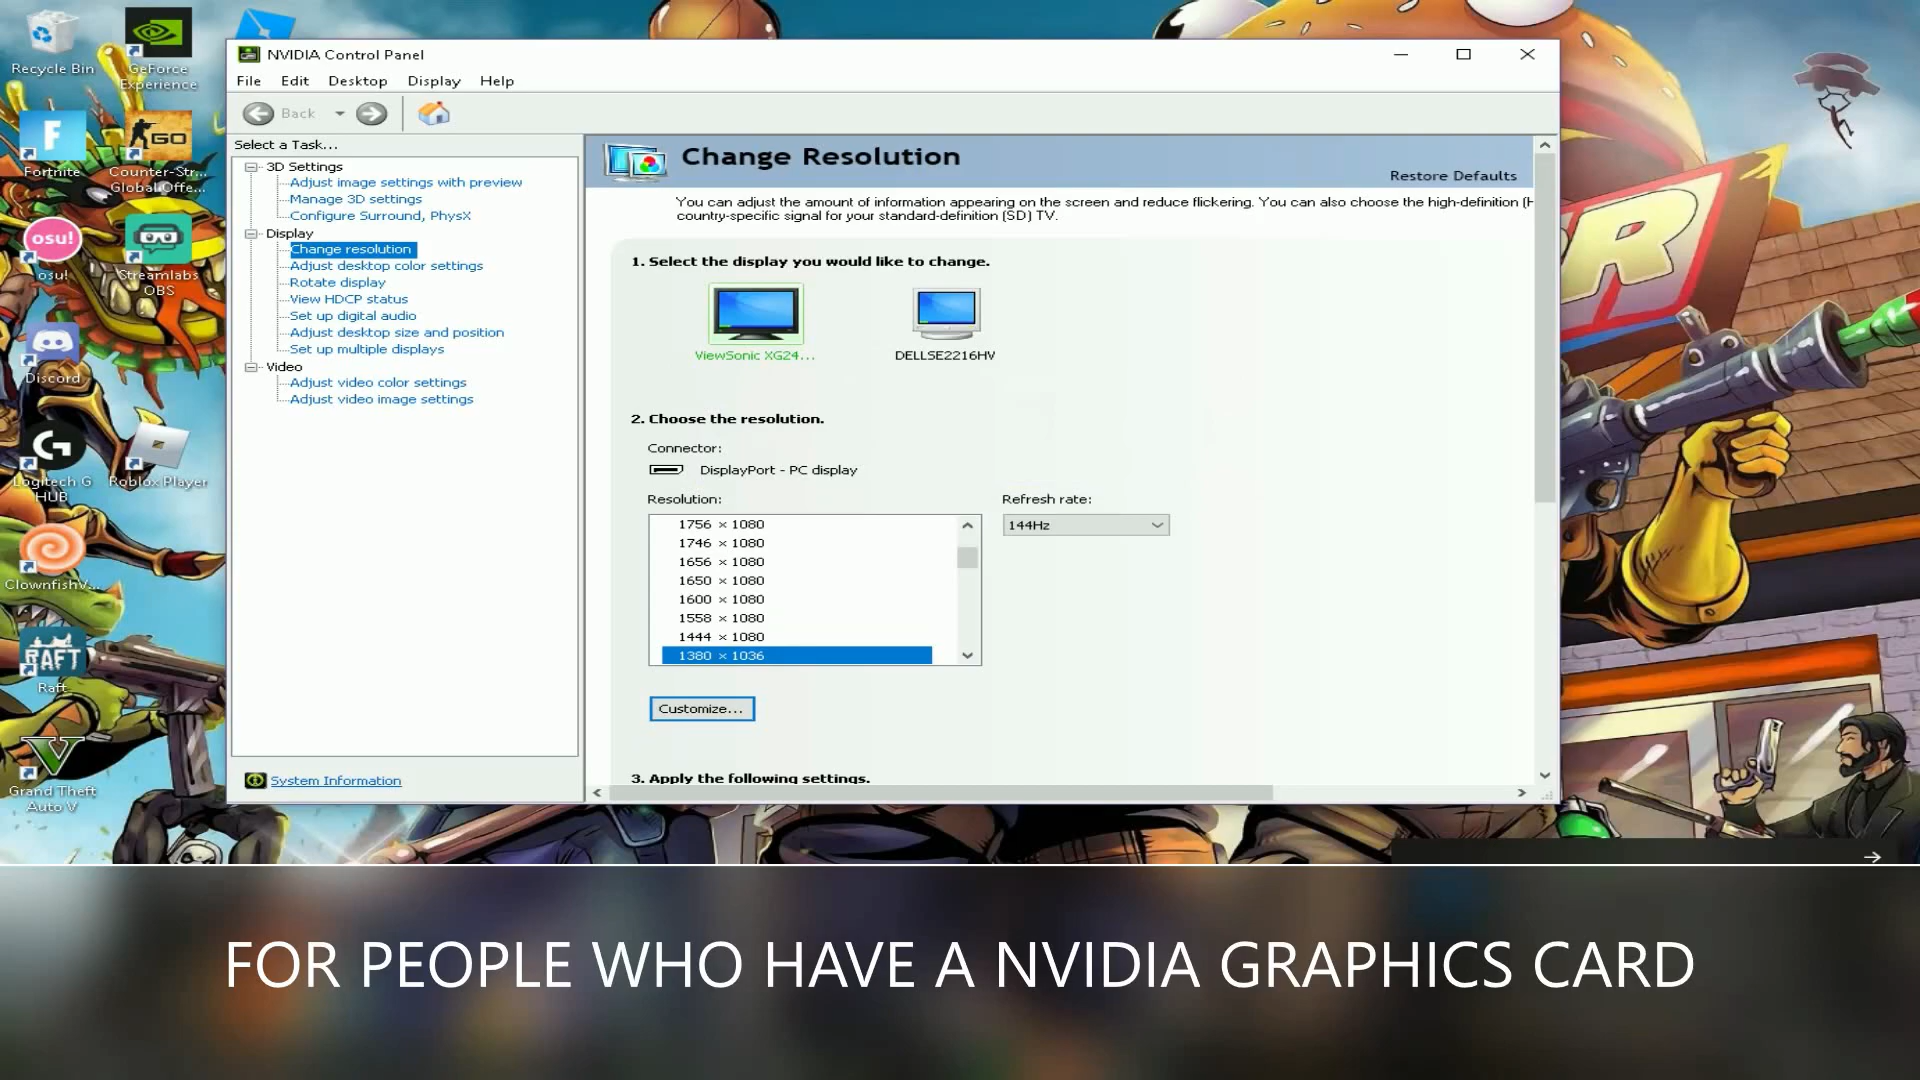 Recycle Bin
GeForce
Experience
Fortnite
GO
Counter-Str...
Global Offe...
osu!
osu!
Streamlabs
OBS
Discord
Logitech G
HUB
Roblox Player
ClownfishV...
RAFT
Raft
Grand Theft
Auto V
NVIDIA Control Panel
File Edit Desktop Display Help
Back
Select a Task...
3D Settings
Adjust image settings with preview
Manage 3D settings
Configure Surround, PhysX
Display
Change resolution
Adjust desktop color settings
Rotate display
View HDCP status
Set up digital audio
Adjust desktop size and position
Set up multiple displays
Video
Adjust video color settings
Adjust video image settings
System Information
Change Resolution
Restore Defaults
You can adjust the amount of information appearing on the screen and reduce flickering. You can also choose the high-definition (H
country-specific signal for your standard-definition (SD) TV.
1. Select the display you would like to change.
ViewSonic XG24...
DELLSE2216HV
2. Choose the resolution.
Connector:
DisplayPort - PC display
Resolution:
Refresh rate:
144Hz
1756 × 1080
1746 × 1080
1656 × 1080
1650 × 1080
1600 × 1080
1558 × 1080
1444 × 1080
1380 × 1036
Customize...
3. Apply the following settings.
R
FOR PEOPLE WHO HAVE A NVIDIA GRAPHICS CARD